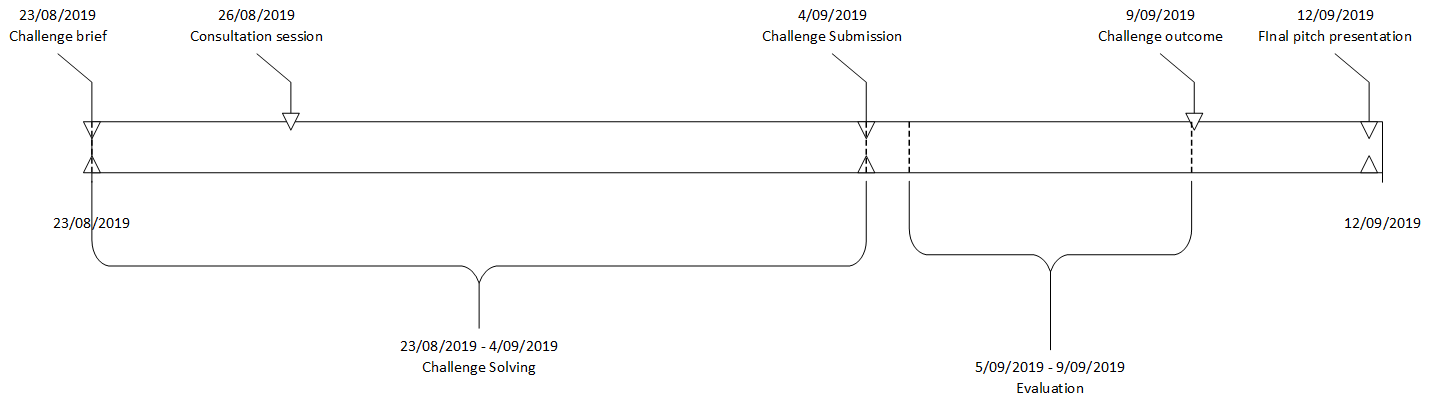 23/08/2019
Challenge brief
26/08/2019
Consultation session
4/09/2019
Challenge Submission
9/09/2019
Challenge outcome
12/09/2019
FInal pitch presentation
23/08/2019
12/09/2019
23/08/2019 - 4/09/2019
Challenge Solving
5/09/2019 - 9/09/2019
Evaluation